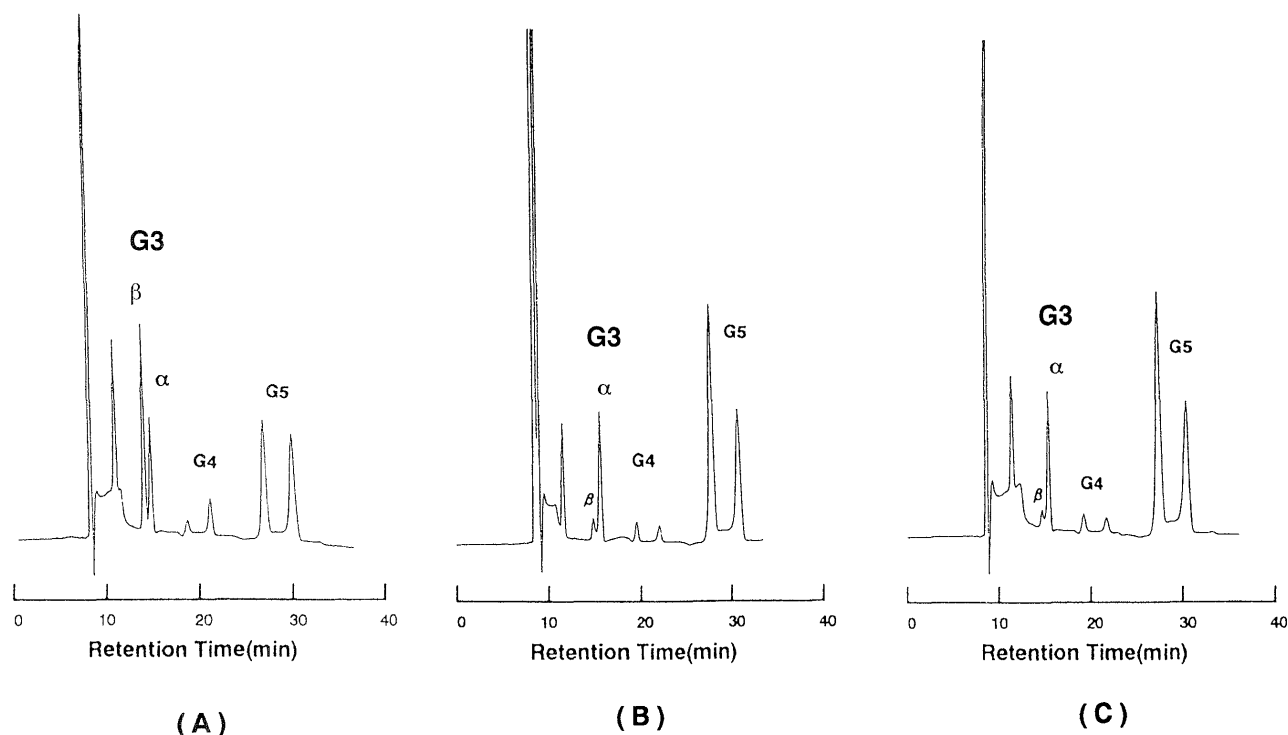 G3
β
α
G4
G5
0 10 20 30 40
Retention Time(min)
(A)
G3
α
β
G4
G5
0 10 20 30 40
Retention Time(min)
(B)
G3
α
β
G4
G5
0 10 20 30 40
Retention Time(min)
(C)